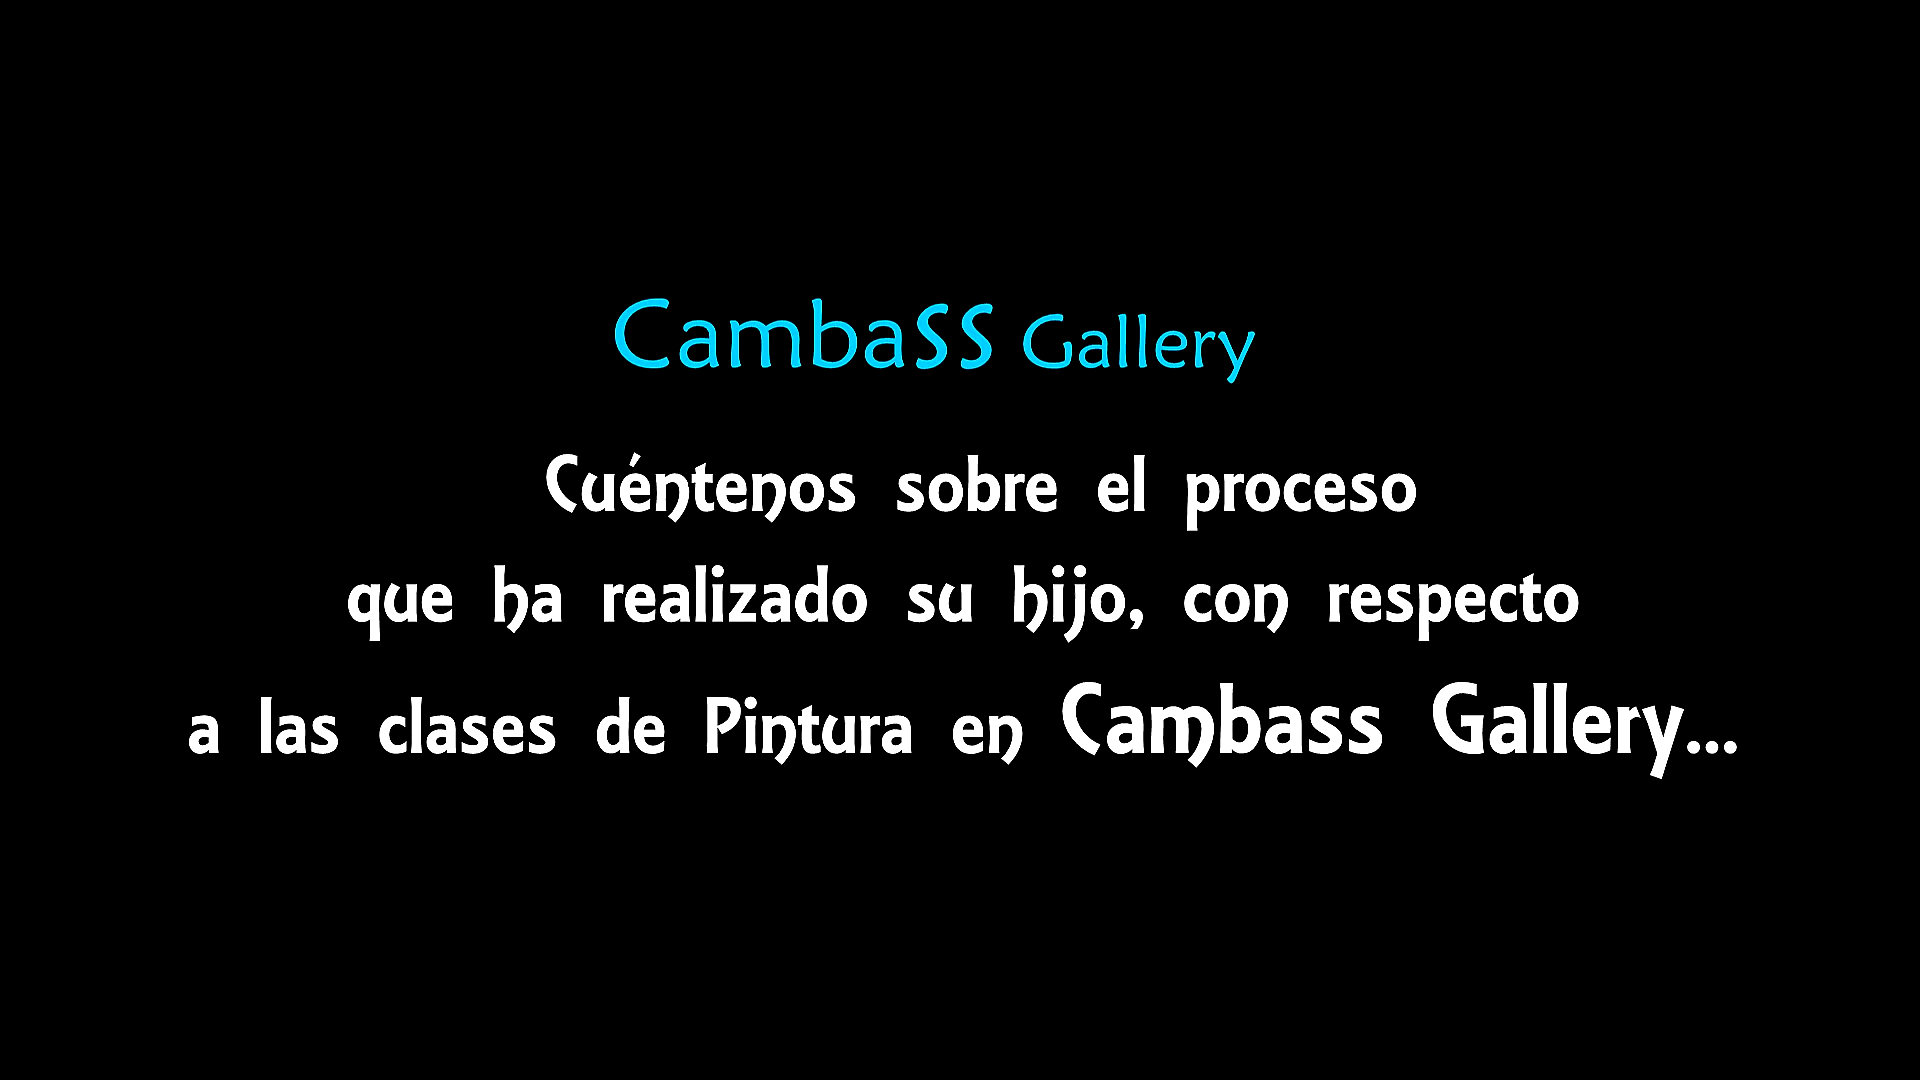 CambaSS Gallery
Cuéntenos sobre el proceso
que ha realizado su hijo, con respecto
a las clases de Pintura en Cambass Gallery...